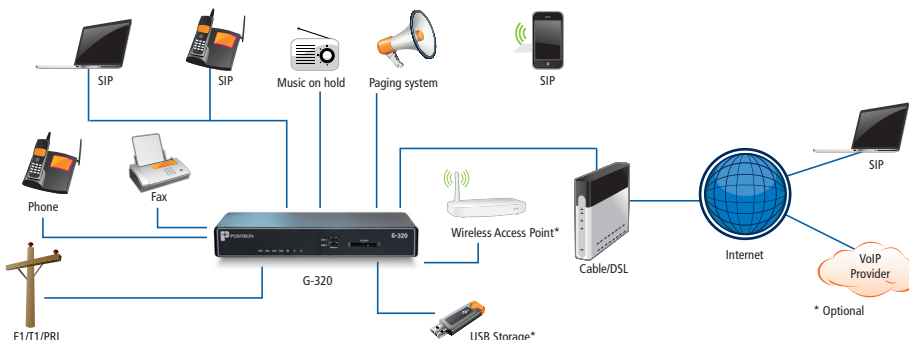 SIP
SIP
Music on hold
Paging system
SIP
SIP
Phone
Fax
Wireless Access Point*
POSITRON
G-320
G-320
Cable/DSL
Internet
VoIP
Provider
* Optional
E1/T1/PRI
USB Storage*